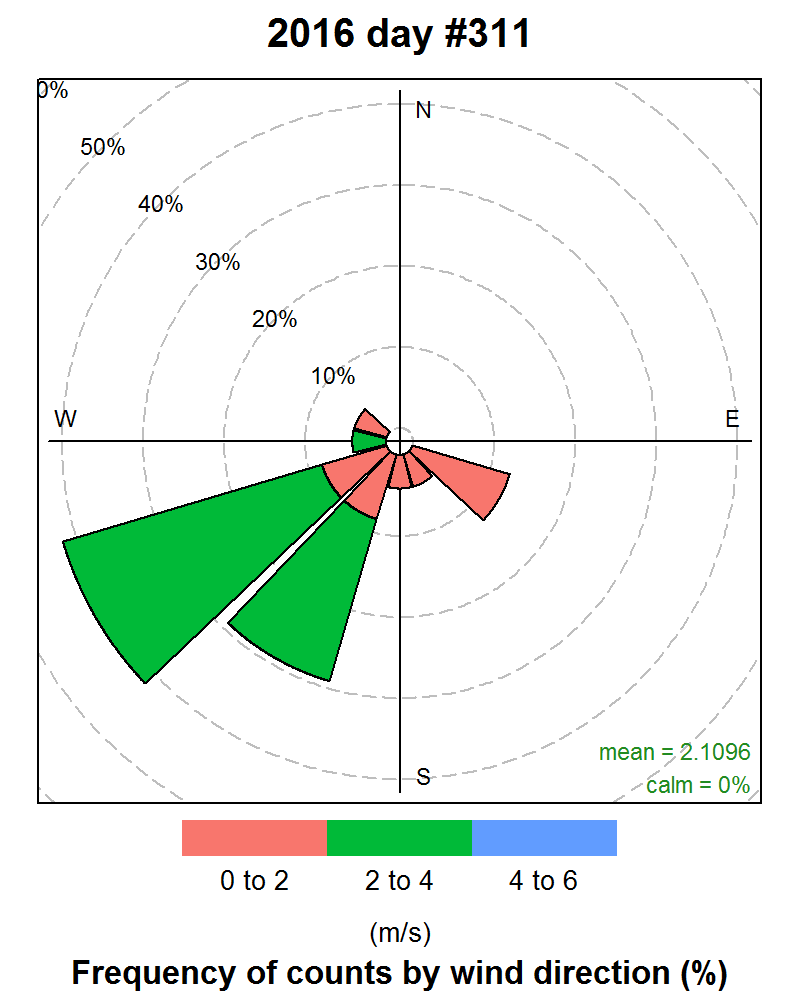 2016 day #311
0%
N
50%
40%
30%
20%
10%
W
E
mean = 2.1096
S
calm = 0%
0 to 2
2 to 4
4 to 6
(m/s)
Frequency of counts by wind direction (%)